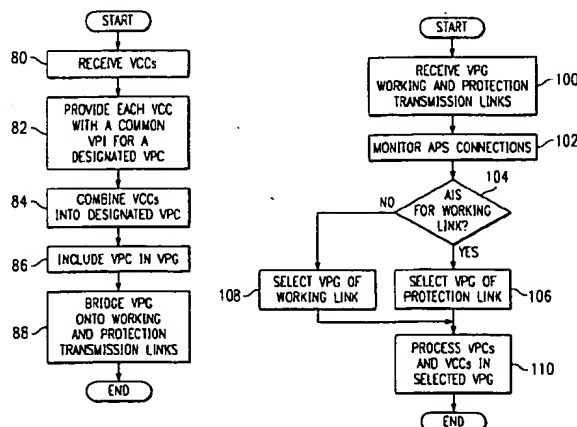 START
80
RECEIVE VCCs
82
PROVIDE EACH VCC
WITH A COMMON
VPI FOR A
DESIGNATED VPC
84
COMBINE VCCs
INTO DESIGNATED VPC
86
INCLUDE VPC IN VPG
88
BRIDGE VPG
ONTO WORKING
AND PROTECTION
TRANSMISSION LINKS
END
START
RECEIVE VPG
WORKING AND PROTECTION
TRANSMISSION LINKS
100
MONITOR APS CONNECTIONS
102
104
AIS
FOR WORKING
LINK?
NO
YES
108
SELECT VPG OF
WORKING LINK
SELECT VPG OF
PROTECTION LINK
106
PROCESS VPCs
AND VCCs IN
SELECTED VPG
110
END